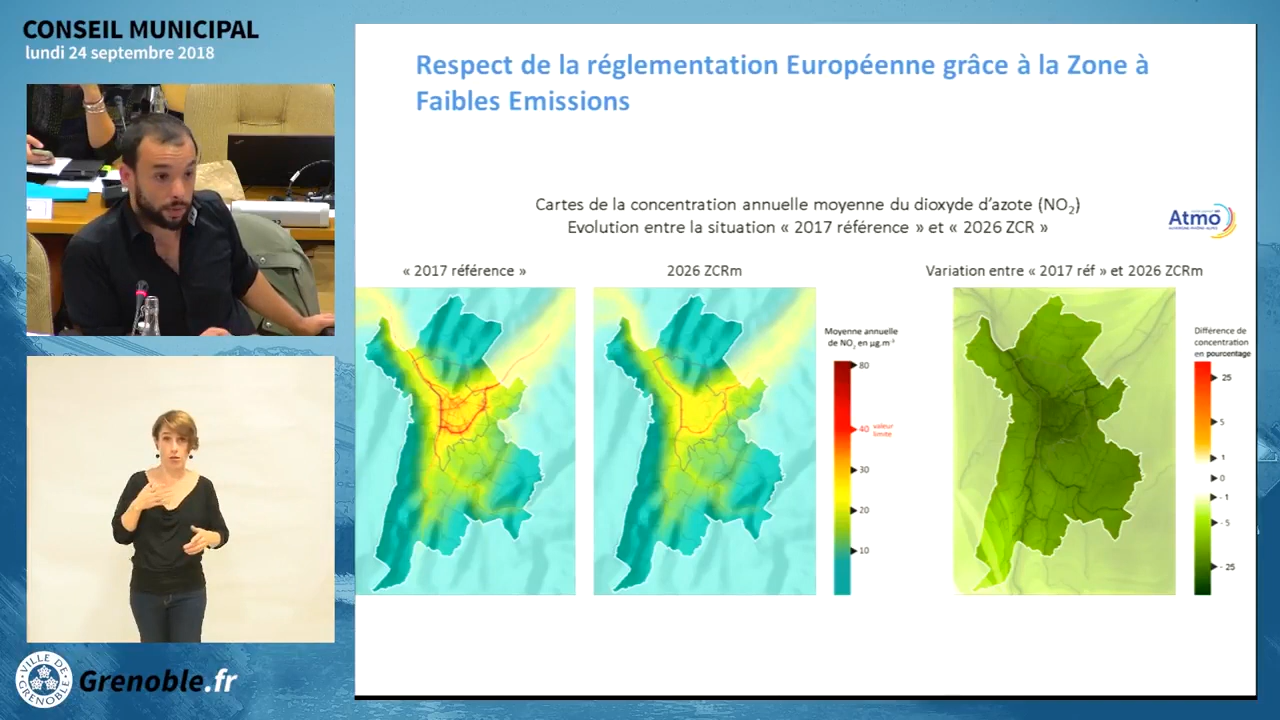 CONSEIL MUNICIPAL
lundi 24 septembre 2018
Respect de la réglementation Européenne grâce à la Zone à
Faibles Emissions
Cartes de la concentration annuelle moyenne du dioxyde d'azote (NO₂)
Evolution entre la situation « 2017 référence » et « 2026 ZCR »
Atmo
AUVERGNE-RHÔNE-ALPES
« 2017 référence »
2026 ZCRm
Variation entre « 2017 réf » et 2026 ZCRm
Moyenne annuelle
de NO₂ en µg.m⁻³
80
40 valeur
limite
30
20
10
Différence de
concentration
en pourcentage
25
5
1
0
- 1
- 5
- 25
VILLE DE
GRENOBLE
Grenoble.fr